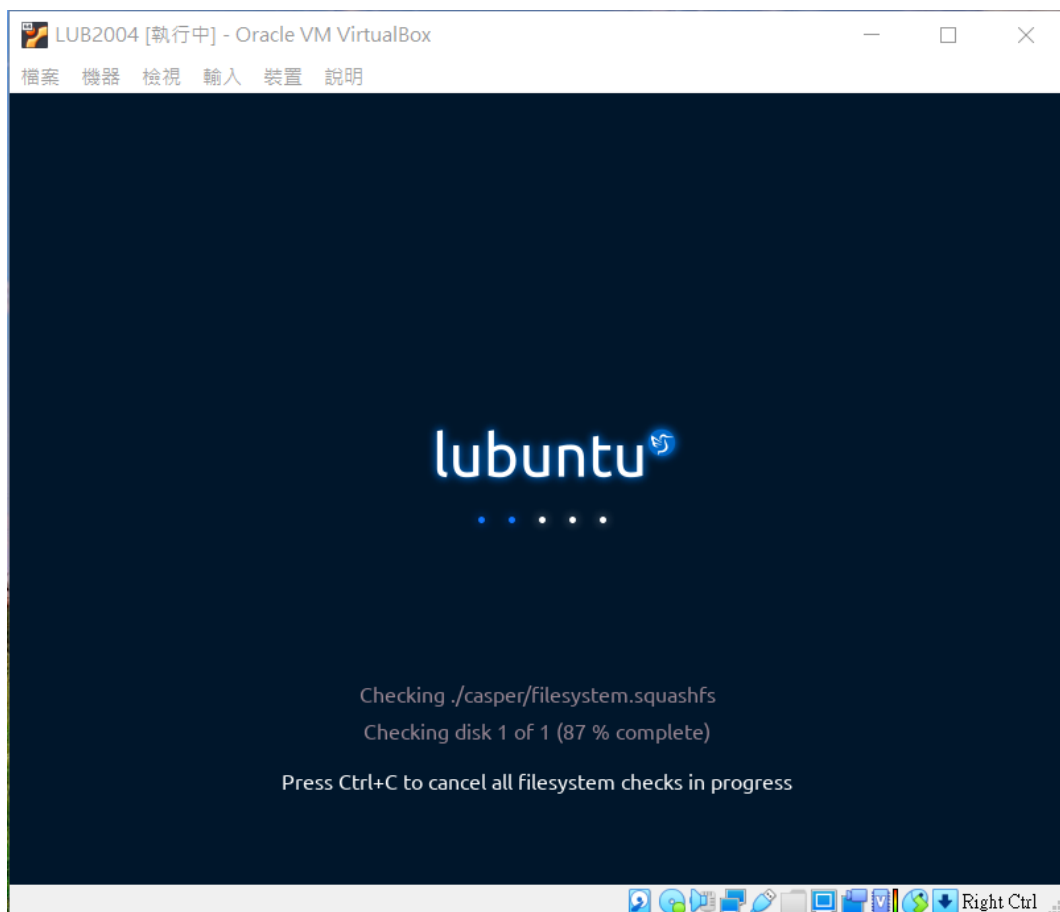 LUB2004 [執行中] - Oracle VM VirtualBox
檔案 機器 檢視 輸入 裝置 說明
lubuntu
Checking ./casper/filesystem.squashfs
Checking disk 1 of 1 (87 % complete)
Press Ctrl+C to cancel all filesystem checks in progress
Right Ctrl